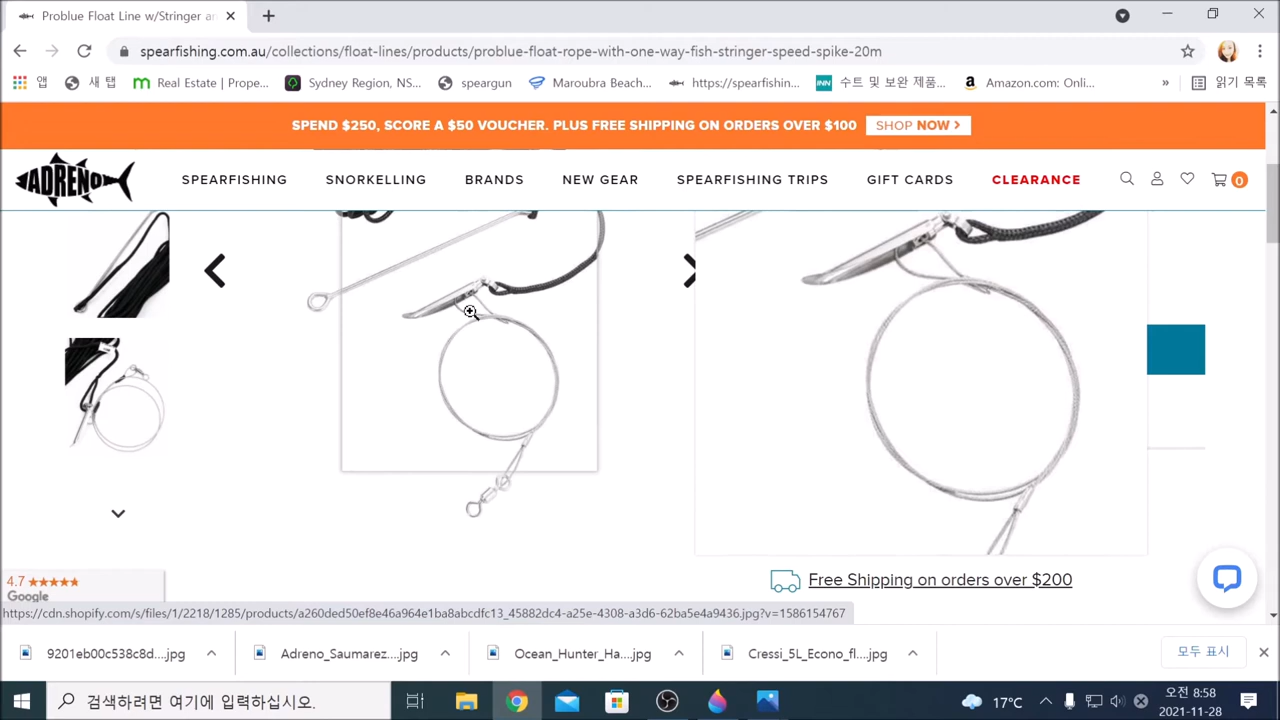 Problue Float Line w/Stringer an
spearfishing.com.au/collections/float-lines/products/problue-float-rope-with-one-way-fish-stringer-speed-spike-20m
앱 새 탭 Real Estate | Prope... Sydney Region, NS... speargun Maroubra Beach... https://spearfishin... 수트 및 보완 제품... Amazon.com: Onli... » 읽기 목록
SPEND $250, SCORE A $50 VOUCHER. PLUS FREE SHIPPING ON ORDERS OVER $100 SHOP NOW >
ADRENO SPEARFISHING SNORKELLING BRANDS NEW GEAR SPEARFISHING TRIPS GIFT CARDS CLEARANCE 0
Free Shipping on orders over $200
4.7 ★★★★★
Google
https://cdn.shopify.com/s/files/1/2218/1285/products/a260ded50ef8e46a964e1ba8abcdfc13_45882dc4-a25e-4308-a3d6-62ba5e4a9436.jpg?v=1586154767
9201eb00c538c8d....jpg Adreno_Saumarez....jpg Ocean_Hunter_Ha....jpg Cressi_5L_Econo_fl....jpg 모두 표시
검색하려면 여기에 입력하십시오. 17°C 오전 8:58
2021-11-28